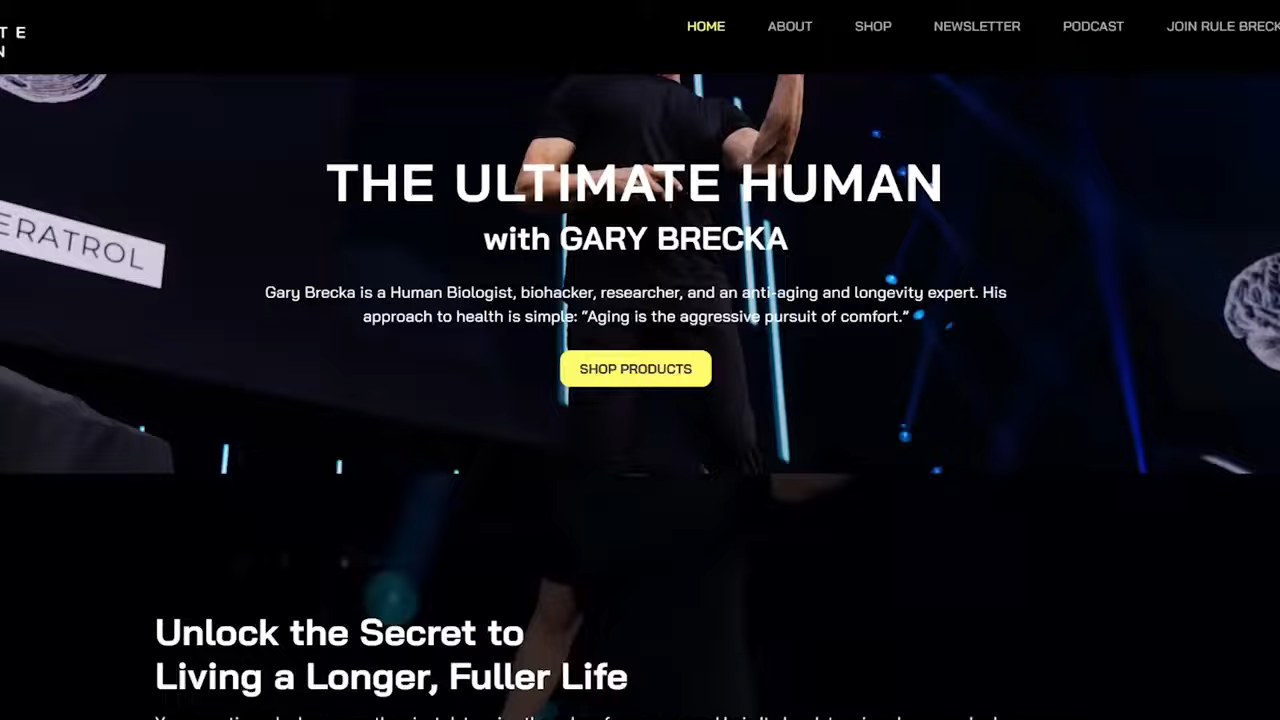 T E
N
HOME ABOUT SHOP NEWSLETTER PODCAST JOIN RULE BRECK
THE ULTIMATE HUMAN
with GARY BRECKA
ERATROL
Gary Brecka is a Human Biologist, biohacker, researcher, and an anti-aging and longevity expert. His
approach to health is simple: “Aging is the aggressive pursuit of comfort.”
SHOP PRODUCTS
Unlock the Secret to
Living a Longer, Fuller Life